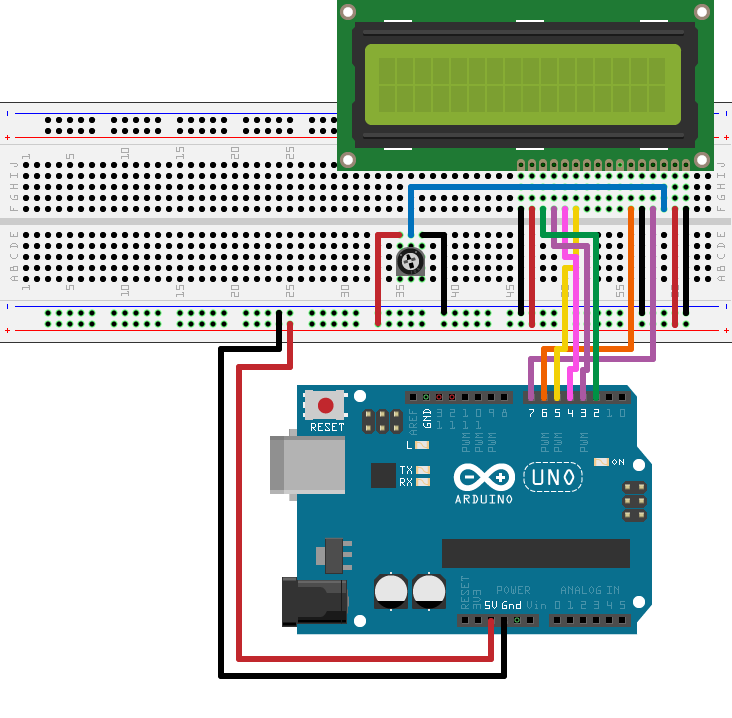 - -
+ +
1 5 10 15 20 25
J J
I I
H H
G G
F F
E E
D D
C C
B B
A A
1 5 10 15 20 25 30 35 40 45 55
- -
+ +
RESET
AREF
GND
13
12
11
10
9
8
7 6 5 4 3 2 1 0
PWM PWM PWM PWM PWM PWM
L
TX
RX
ON
ARDUINO
UNO
RESET
3V3
POWER
ANALOG IN
5V Gnd Vin 0 1 2 3 4 5